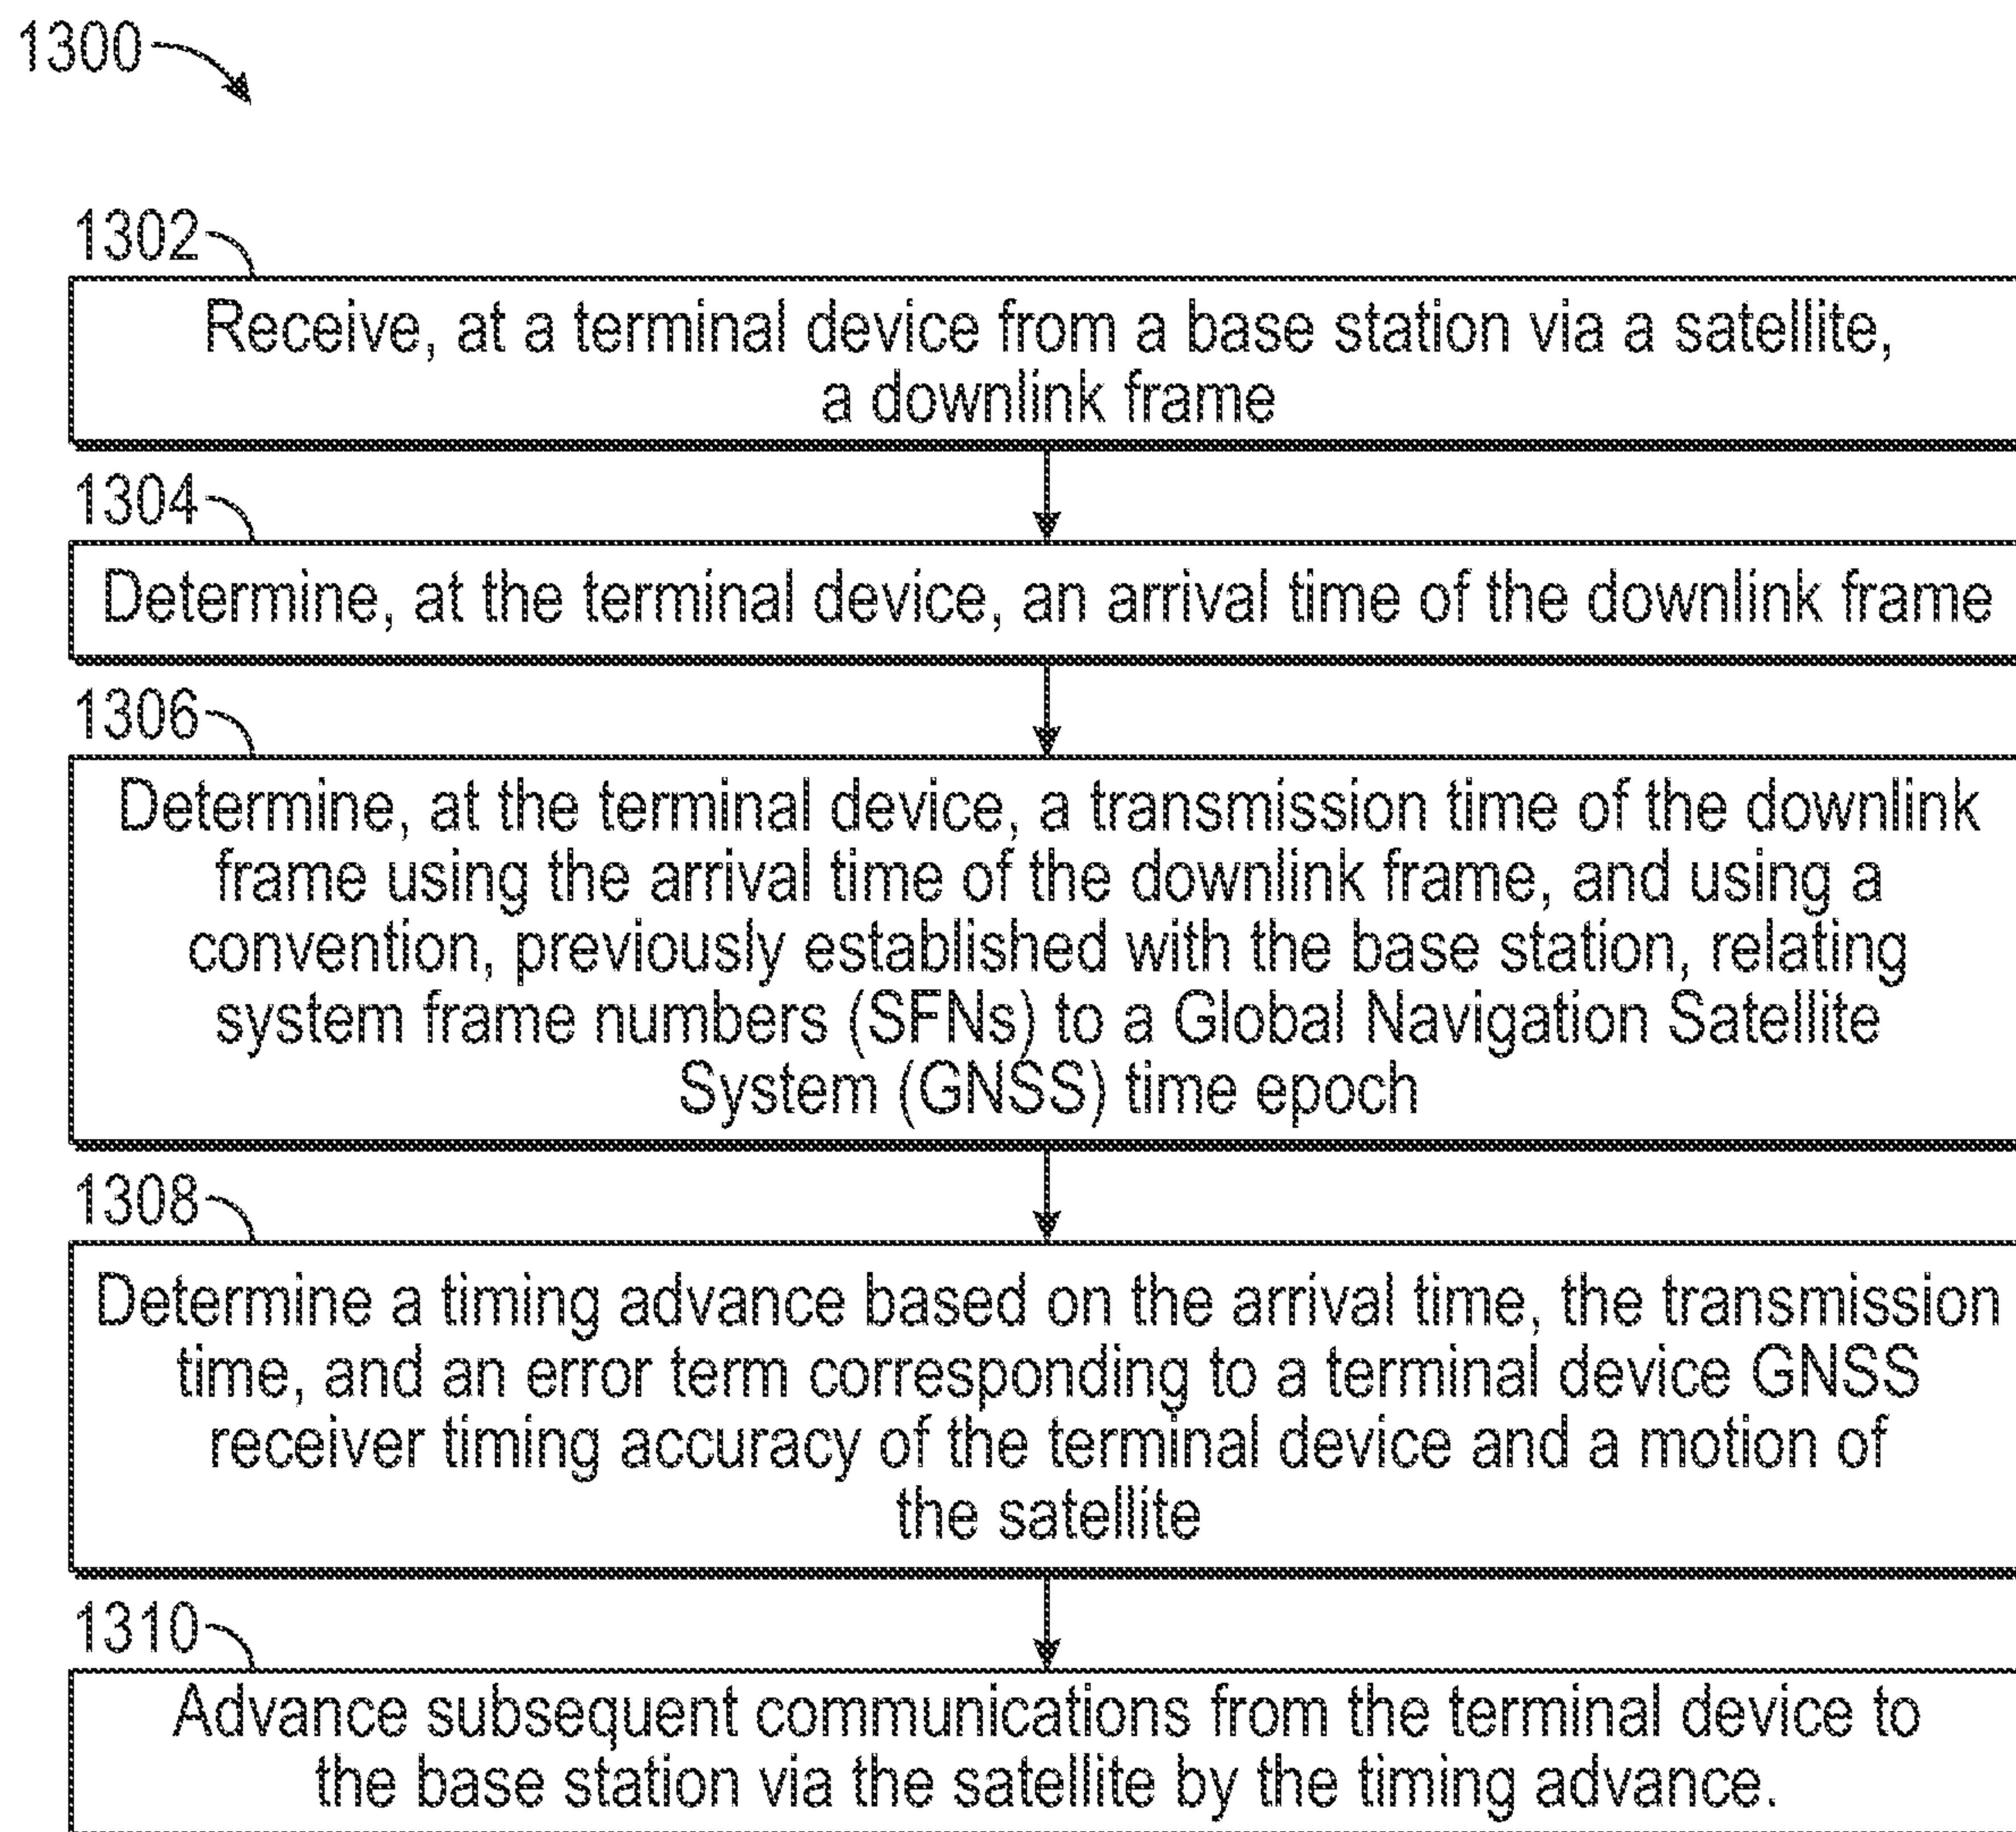 1300
1302
Receive, at a terminal device from a base station via a satellite,
a downlink frame
1304
Determine, at the terminal device, an arrival time of the downlink frame
1306
Determine, at the terminal device, a transmission time of the downlink
frame using the arrival time of the downlink frame, and using a
convention, previously established with the base station, relating
system frame numbers (SFNs) to a Global Navigation Satellite
System (GNSS) time epoch
1308
Determine a timing advance based on the arrival time, the transmission
time, and an error term corresponding to a terminal device GNSS
receiver timing accuracy of the terminal device and a motion of
the satellite
1310
Advance subsequent communications from the terminal device to
the base station via the satellite by the timing advance.